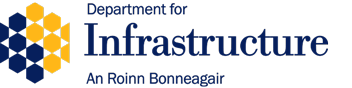 Department for
Infrastructure
An Roinn Bonneagair